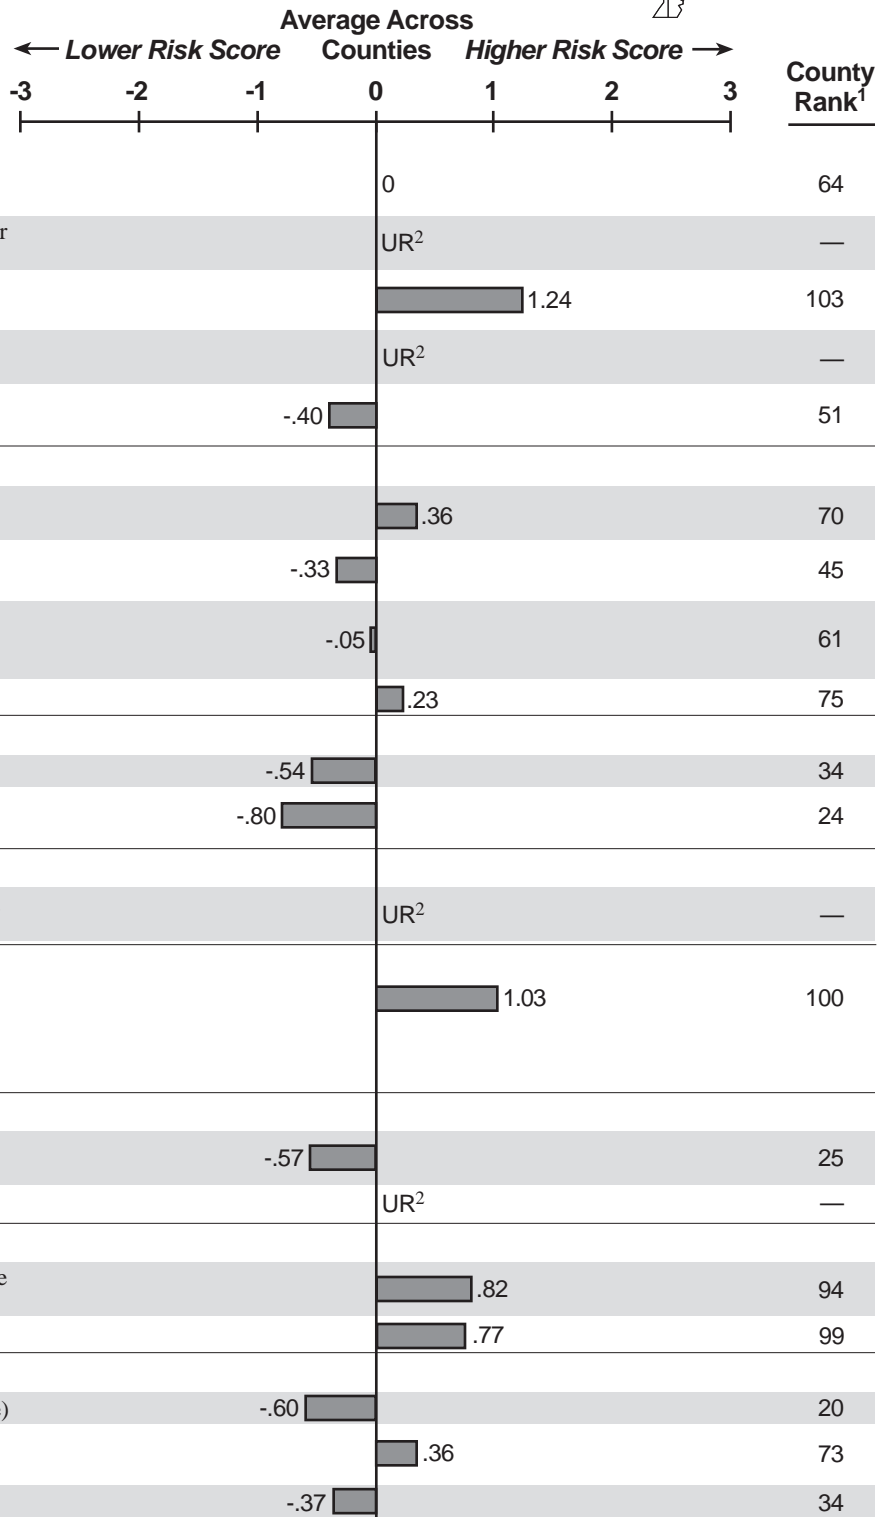 Average Across
← Lower Risk Score Counties Higher Risk Score →
County
Rank1
-3 -2 -1 0 1 2 3
0 64
r UR2 —
1.24 103
UR2 —
-.40 51
.36 70
-.33 45
-.05 61
.23 75
-.54 34
-.80 24
UR2 —
1.03 100
-.57 25
UR2 —
e .82 94
.77 99
) -.60 20
.36 73
-.37 34